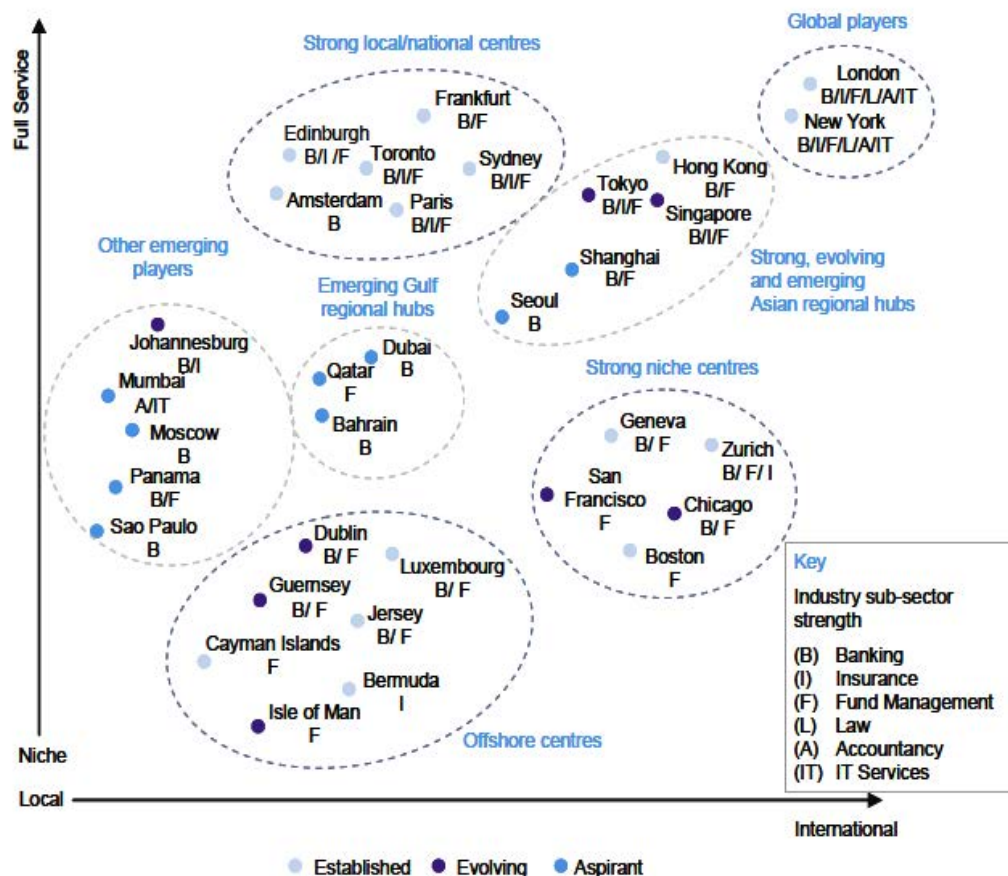 Full Service
Strong local/national centres
Global players
London
B/I/F/L/A/IT
New York
B/I/F/L/A/IT
Frankfurt
B/F
Edinburgh
B/I /F
Toronto
B/I/F
Sydney
B/I/F
Amsterdam
B
Paris
B/I/F
Hong Kong
B/F
Tokyo
B/I/F
Singapore
B/I/F
Shanghai
B/F
Seoul
B
Strong, evolving
and emerging
Asian regional hubs
Other emerging
players
Johannesburg
B/I
Mumbai
A/IT
Moscow
B
Panama
B/F
Sao Paulo
B
Emerging Gulf
regional hubs
Dubai
B
Qatar
F
Bahrain
B
Strong niche centres
Geneva
B/ F
Zurich
B/ F/ I
San
Francisco
F
Chicago
B/ F
Boston
F
Dublin
B/ F
Luxembourg
B/ F
Guernsey
B/ F
Jersey
B/ F
Cayman Islands
F
Bermuda
I
Isle of Man
F
Offshore centres
Key
Industry sub-sector
strength
(B) Banking
(I) Insurance
(F) Fund Management
(L) Law
(A) Accountancy
(IT) IT Services
Niche
Local
International
Established
Evolving
Aspirant